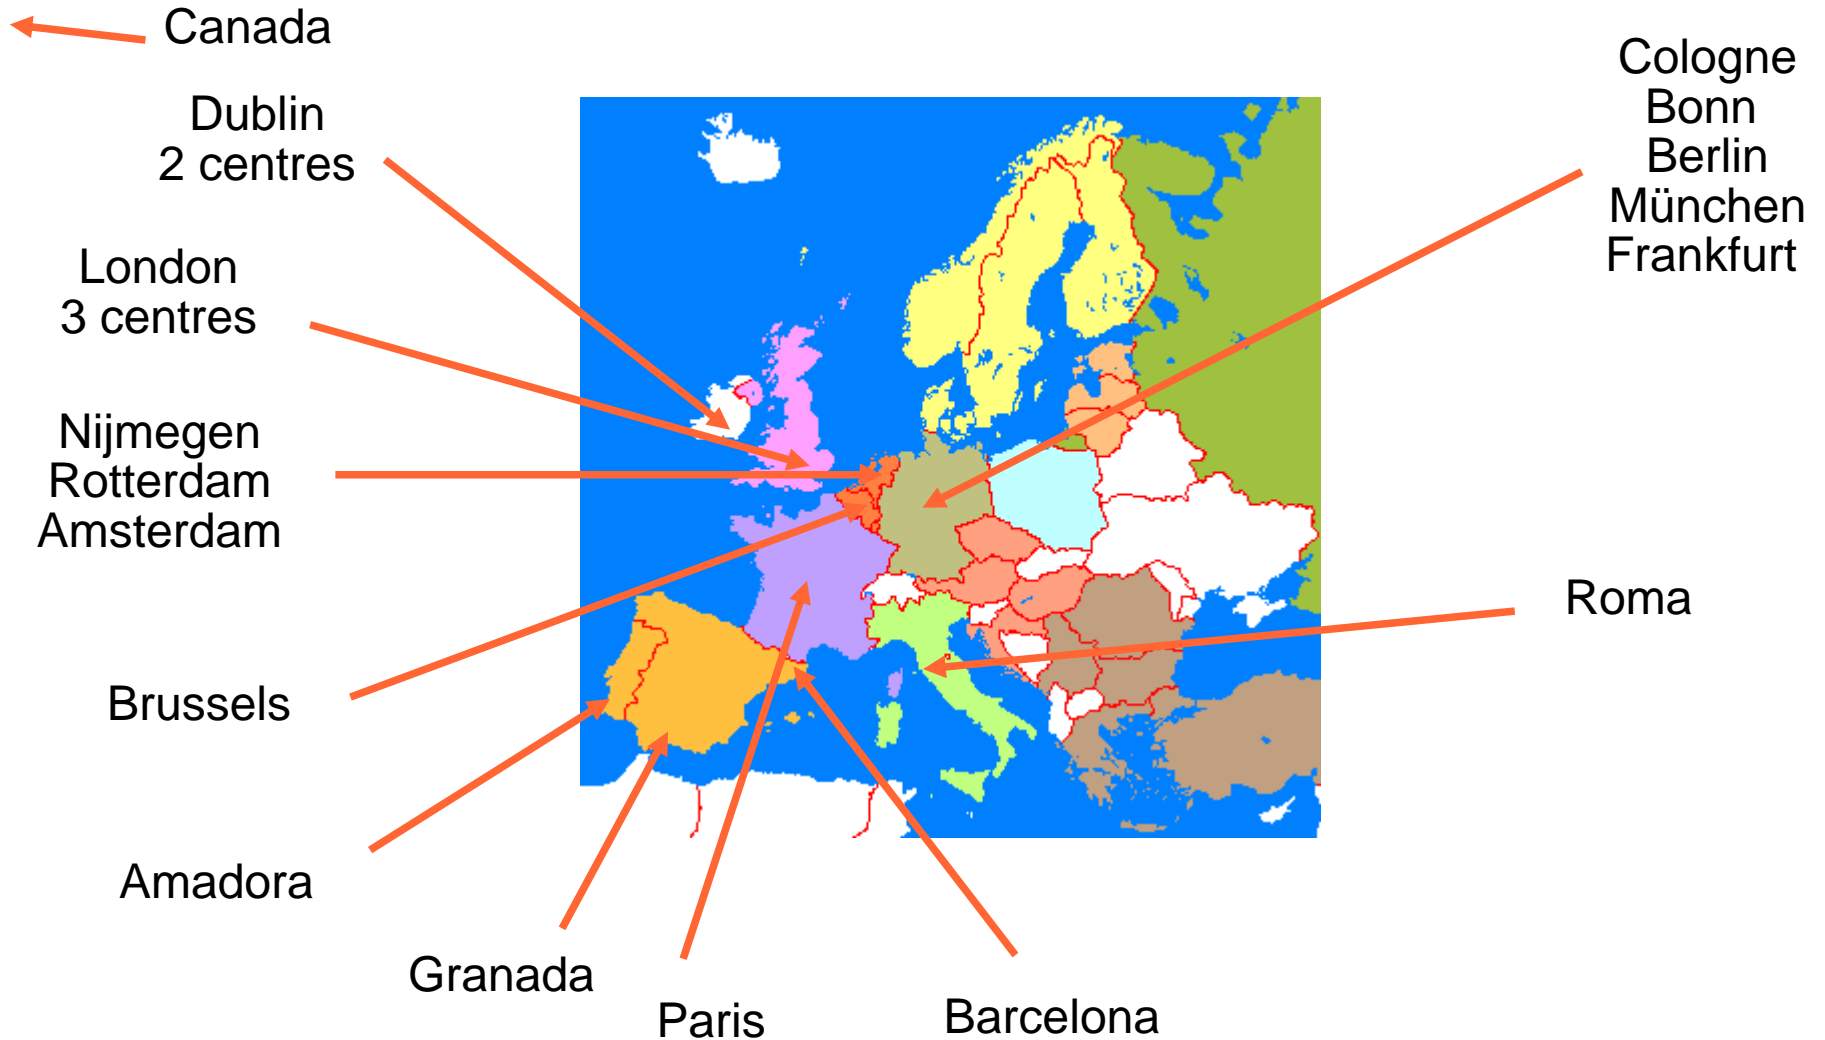 Canada
Dublin
2 centres
London
3 centres
Nijmegen
Rotterdam
Amsterdam
Brussels
Amadora
Granada
Paris
Barcelona
Roma
Cologne
Bonn
Berlin
München
Frankfurt